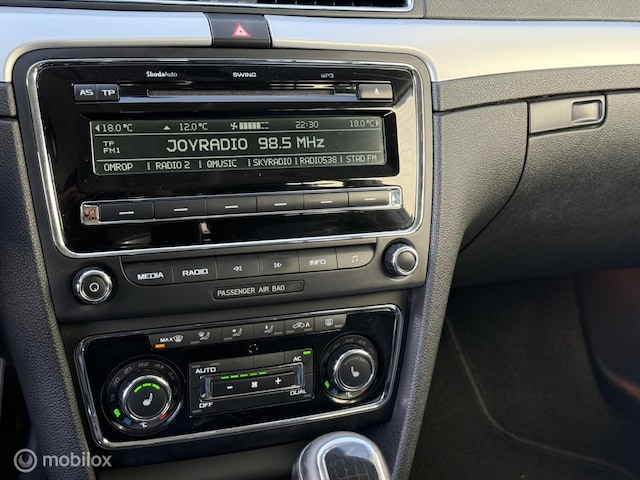 SkodaAuto SWING MP3
AS TP
18.0°C 12.0°C 22:30 18.0°C
TP
FM1
JOYRADIO 98.5 MHz
OMROP RADIO 2 QMUSIC SKYRADIO RADIO538 STAD FM
MEDIA RADIO INFO
PASSENGER AIR BAG
MAX A
AUTO AC
OFF DUAL
°C
mobilox